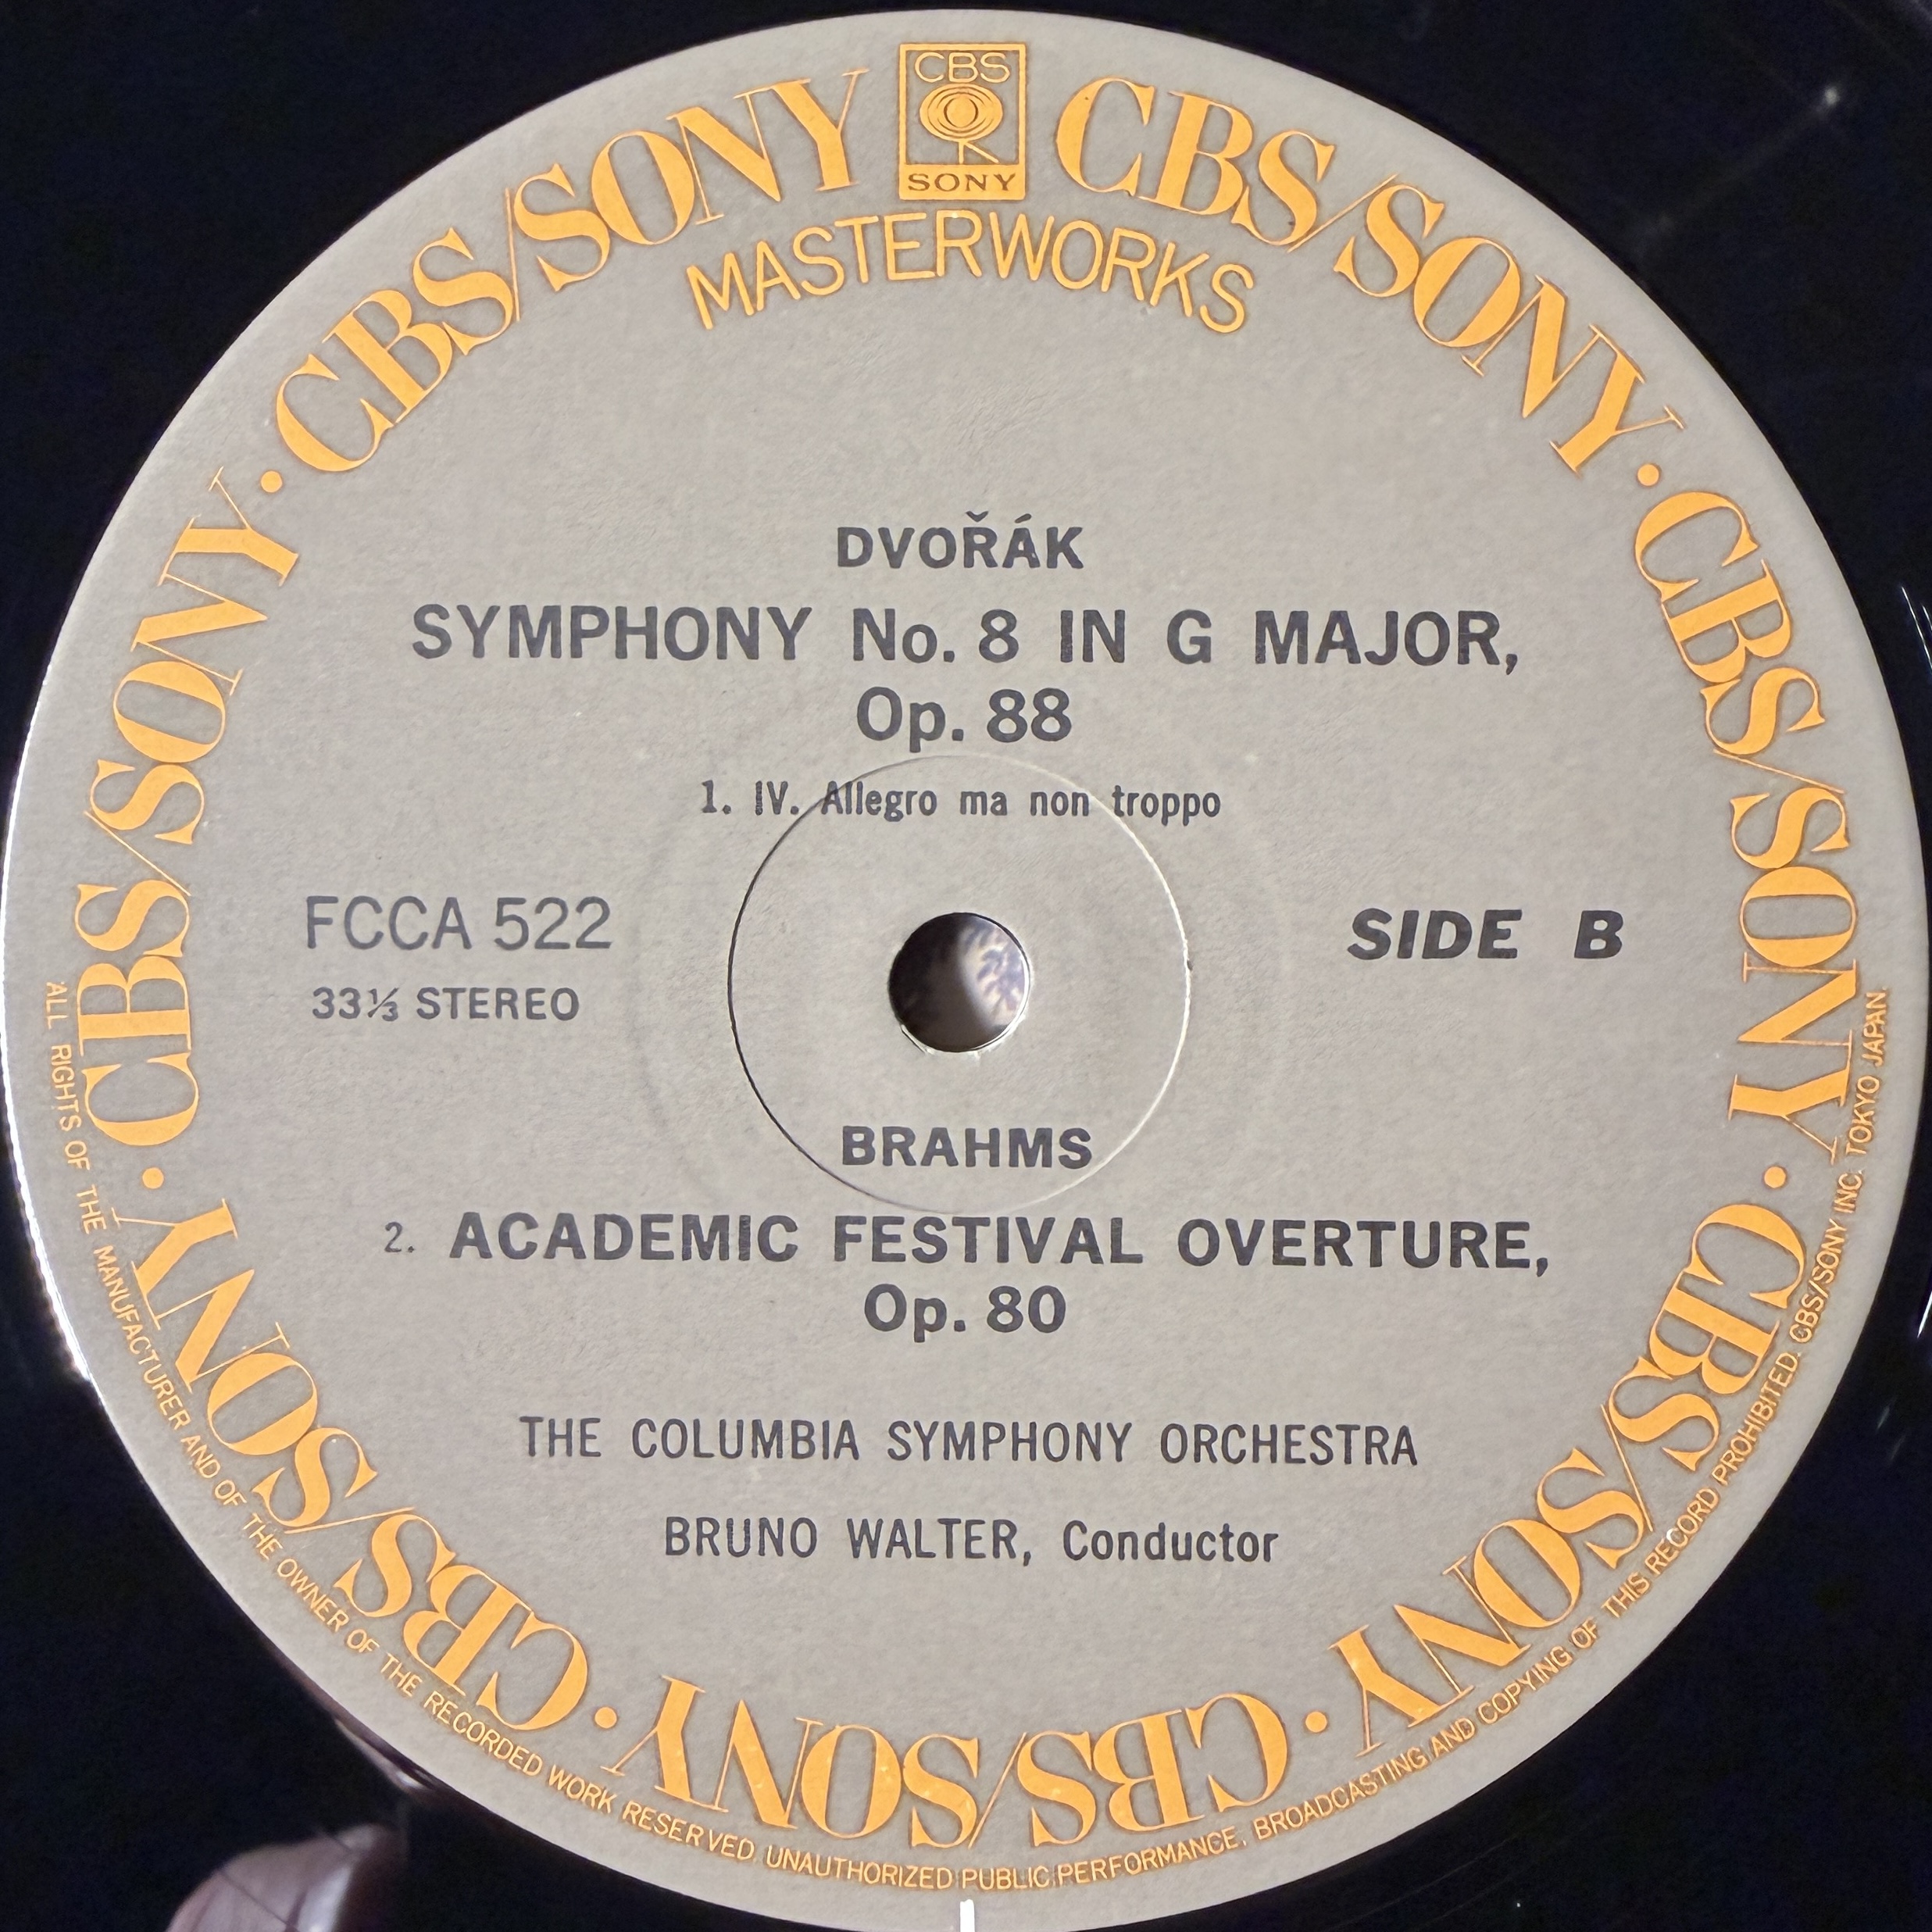 CBS
SONY
CBS/SONY · CBS/SONY · CBS/SONY · CBS/SONY · CBS/SONY · CBS/SONY · CBS/SONY
MASTERWORKS
DVOŘÁK
SYMPHONY No. 8 IN G MAJOR,
Op. 88
1. IV. Allegro ma non troppo
FCCA 522
33⅓ STEREO
SIDE B
BRAHMS
2. ACADEMIC FESTIVAL OVERTURE,
Op. 80
THE COLUMBIA SYMPHONY ORCHESTRA
BRUNO WALTER, Conductor
ALL RIGHTS OF THE MANUFACTURER AND OF THE OWNER OF THE RECORDED WORK RESERVED. UNAUTHORIZED PUBLIC PERFORMANCE, BROADCASTING AND COPYING OF THIS RECORD PROHIBITED. CBS/SONY INC. TOKYO JAPAN.